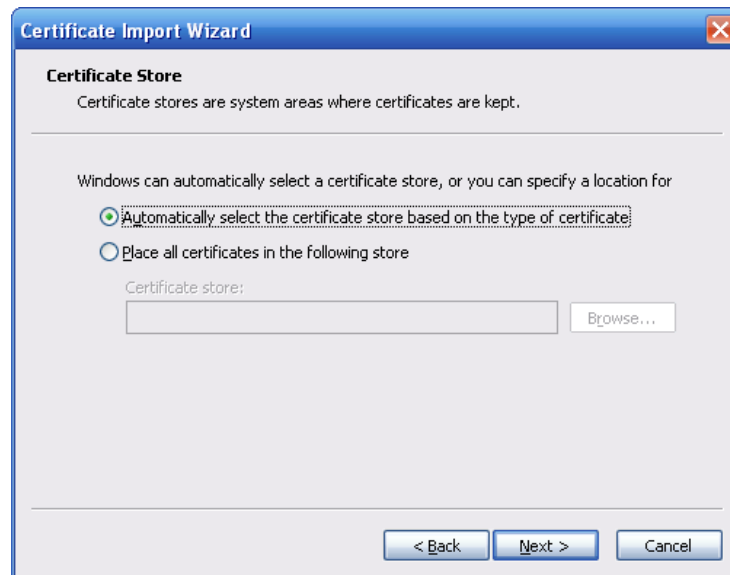 Certificate Import Wizard
Certificate Store
Certificate stores are system areas where certificates are kept.
Windows can automatically select a certificate store, or you can specify a location for
Automatically select the certificate store based on the type of certificate
Place all certificates in the following store
Certificate store:
Browse...
< Back Next > Cancel